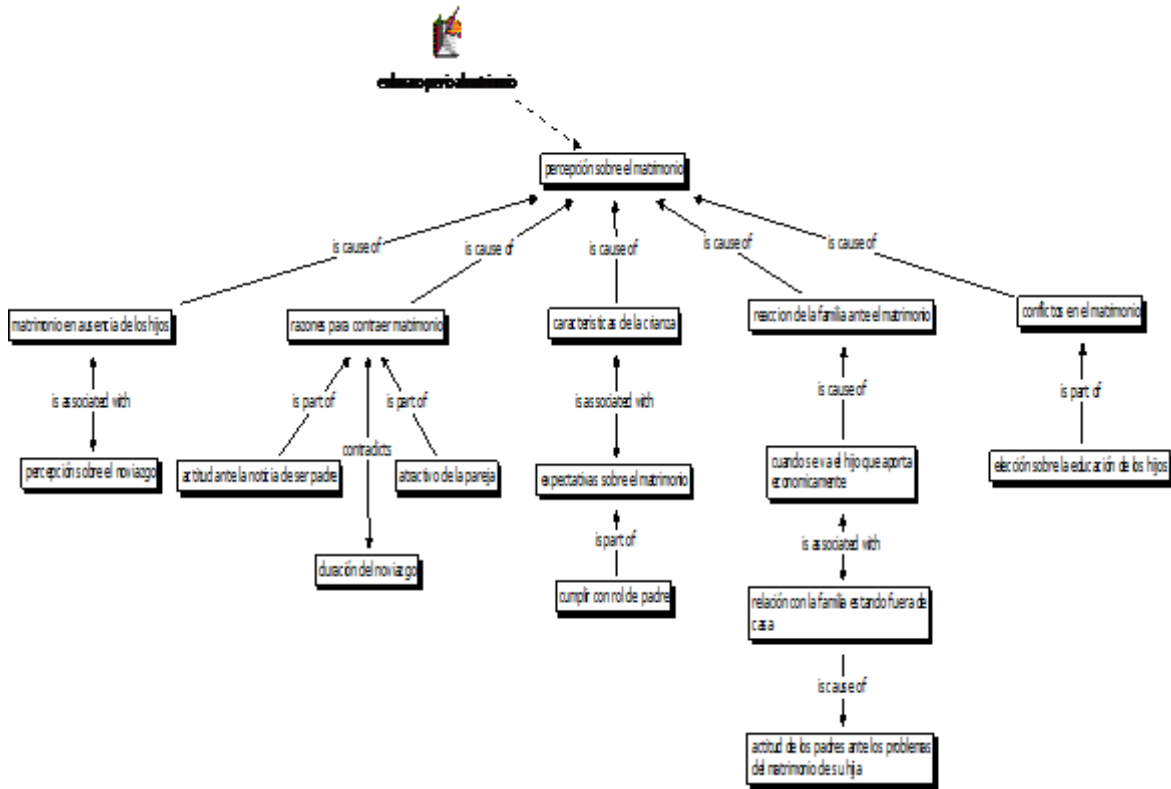 percepción sobre el matrimonio
is cause of
is cause of
is cause of
is cause of
is cause of
matrimonio en ausencia de los hijos
razones para contraer matrimonio
características de la crianza
reaccion de la familia ante el matrimonio
conflictos en el matrimonio
is associated with
is part of
contradicts
is part of
is associated with
is cause of
is part of
percepción sobre el noviazgo
actitud ante la noticia de ser padre
atractivo de la pareja
expectativas sobre el matrimonio
cuando se va el hijo que aporta
economicamente
elección sobre la educación de los hijos
duración del noviazgo
is part of
is associated with
cumplir con rol de padre
relación con la familia estando fuera de
casa
is cause of
actitud de los padres ante los problemas
del matrimonio de su hija